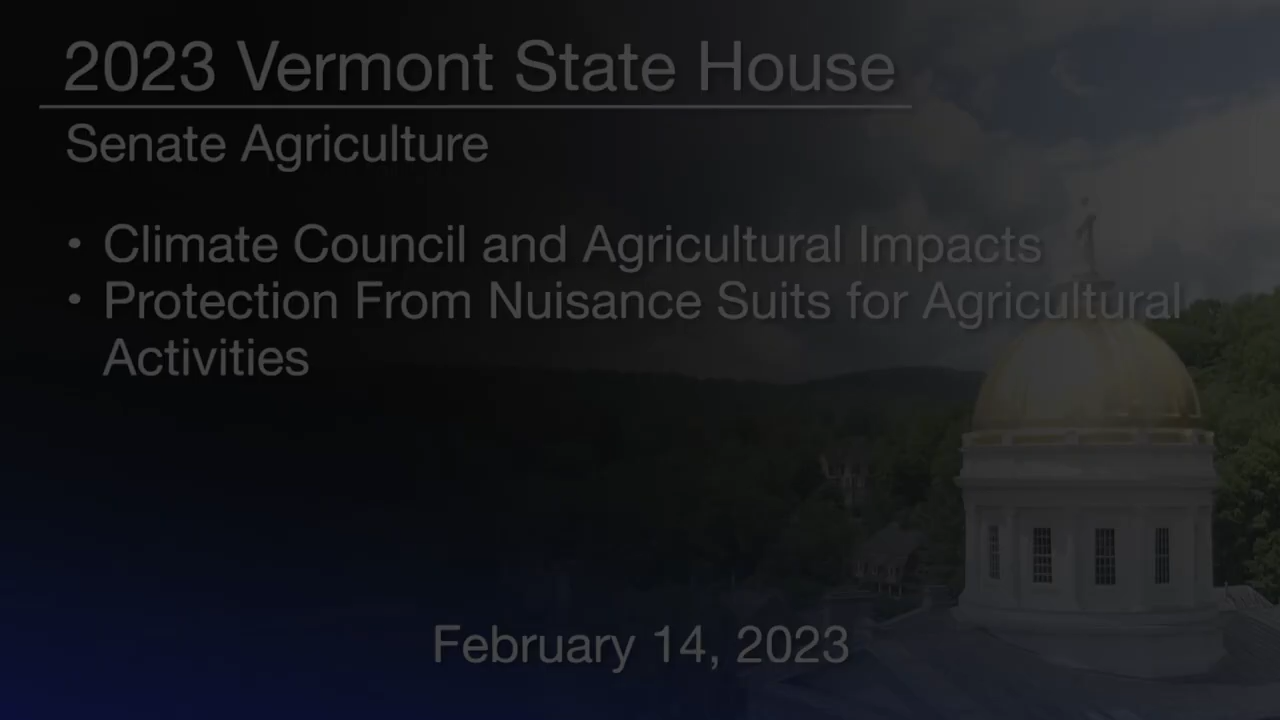 2023 Vermont State House
Senate Agriculture
• Climate Council and Agricultural Impacts
• Protection From Nuisance Suits for Agricultural
Activities
February 14, 2023